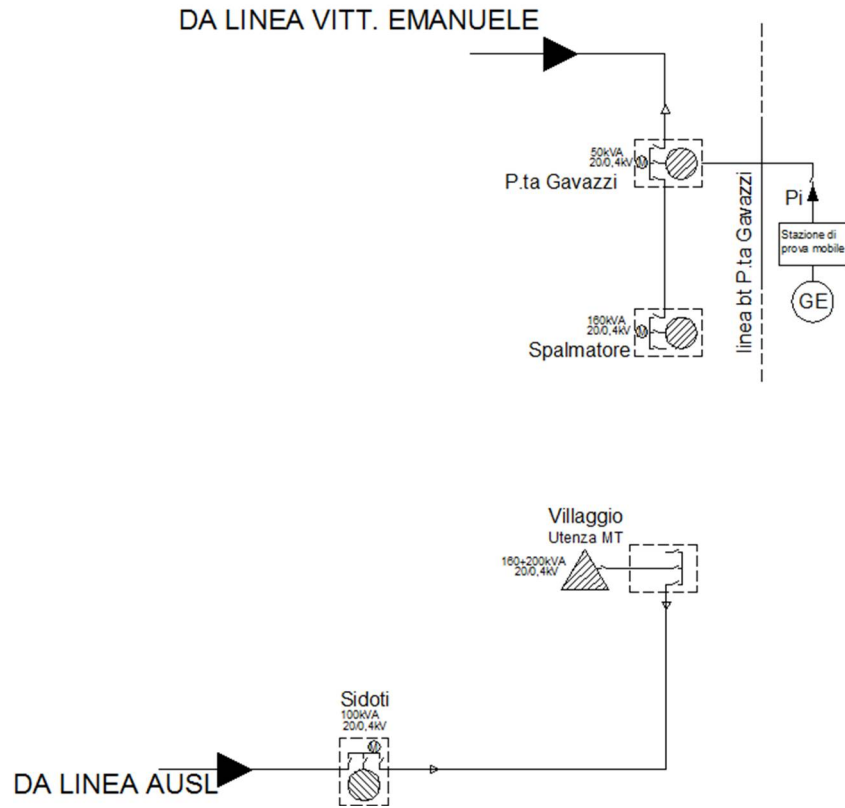 DA LINEA VITT. EMANUELE
50kVA
20/0,4kV
M
P.ta Gavazzi
Pi
Stazione di
prova mobile
GE
linea bt P.ta Gavazzi
160kVA
20/0,4kV
M
Spalmatore
Villaggio
Utenza MT
160+200kVA
20/0,4kV
Sidoti
100kVA
20/0,4kV
M
DA LINEA AUSL